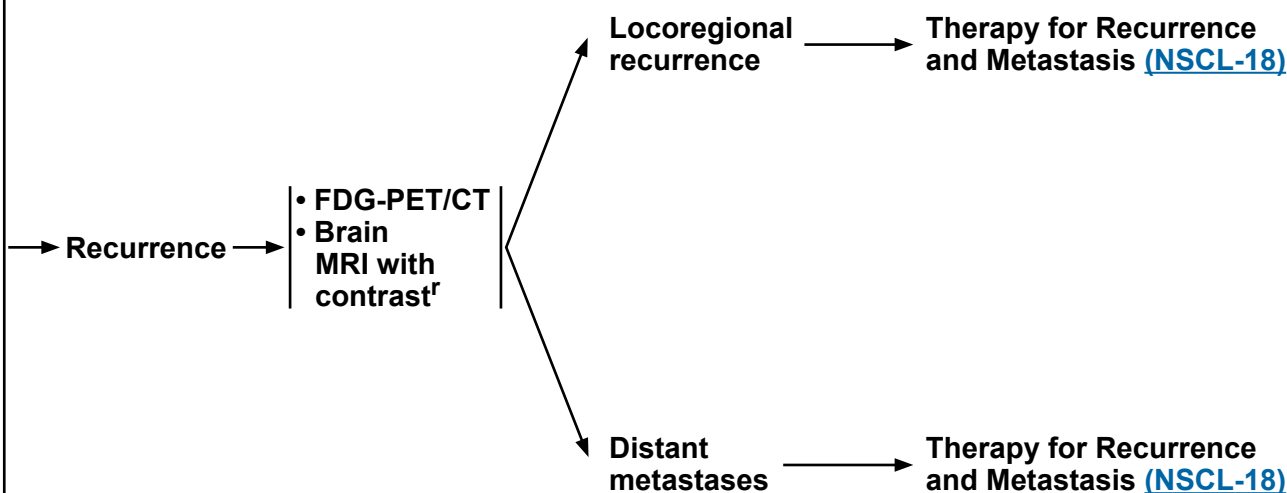 Locoregional
recurrence
Therapy for Recurrence
and Metastasis (NSCL-18)
Recurrence
• FDG-PET/CT
• Brain
MRI with
contrastʳ
Distant
metastases
Therapy for Recurrence
and Metastasis (NSCL-18)